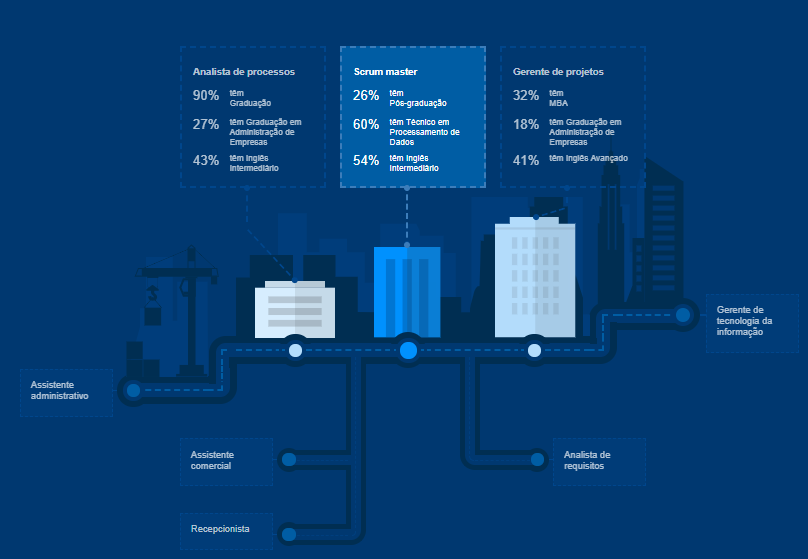 Analista de processos
90% têm
Graduação
27% têm Graduação em
Administração de
Empresas
43% têm Inglês
Intermediário
Scrum master
26% têm
Pós-graduação
60% têm Técnico em
Processamento de
Dados
54% têm Inglês
Intermediário
Gerente de projetos
32% têm
MBA
18% têm Graduação em
Administração de
Empresas
41% têm Inglês Avançado
Gerente de
tecnologia da
informação
Assistente
administrativo
Assistente
comercial
Analista de
requisitos
Recepcionista